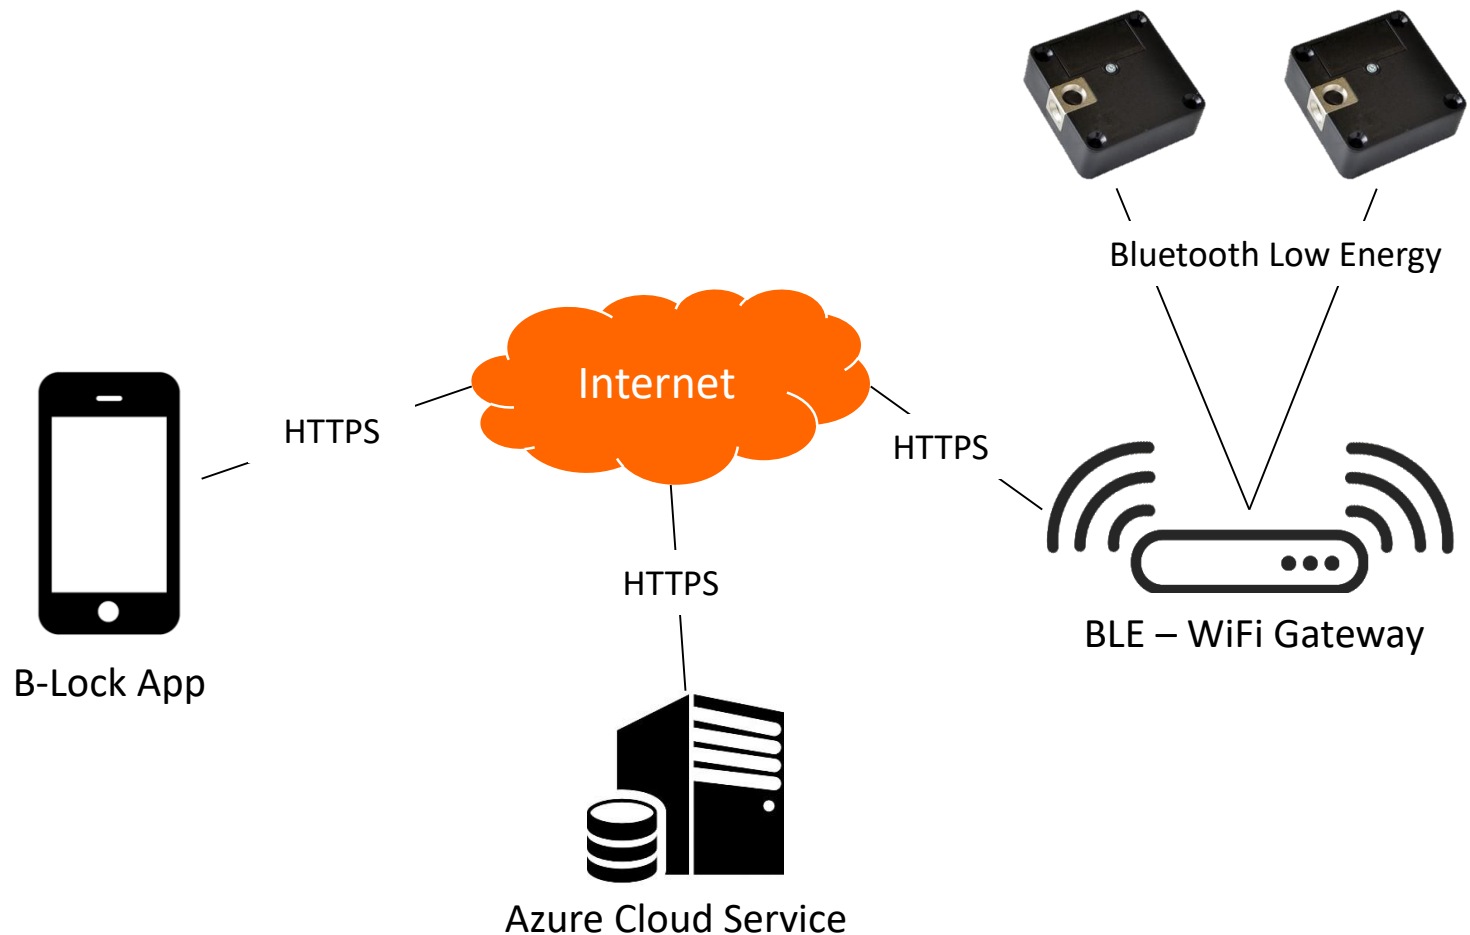 Bluetooth Low Energy
Internet
HTTPS
HTTPS
HTTPS
BLE – WiFi Gateway
B-Lock App
Azure Cloud Service